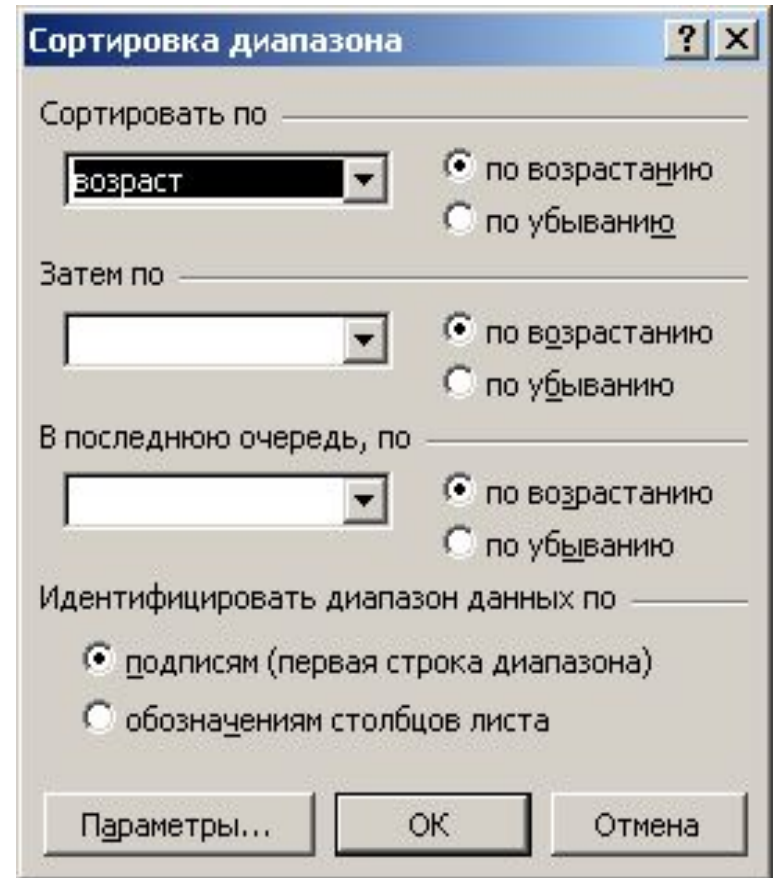 Сортировка диапазона
Сортировать по
возраст
по возрастанию
по убыванию
Затем по
по возрастанию
по убыванию
В последнюю очередь, по
по возрастанию
по убыванию
Идентифицировать диапазон данных по
подписям (первая строка диапазона)
обозначениям столбцов листа
Параметры... ОК Отмена